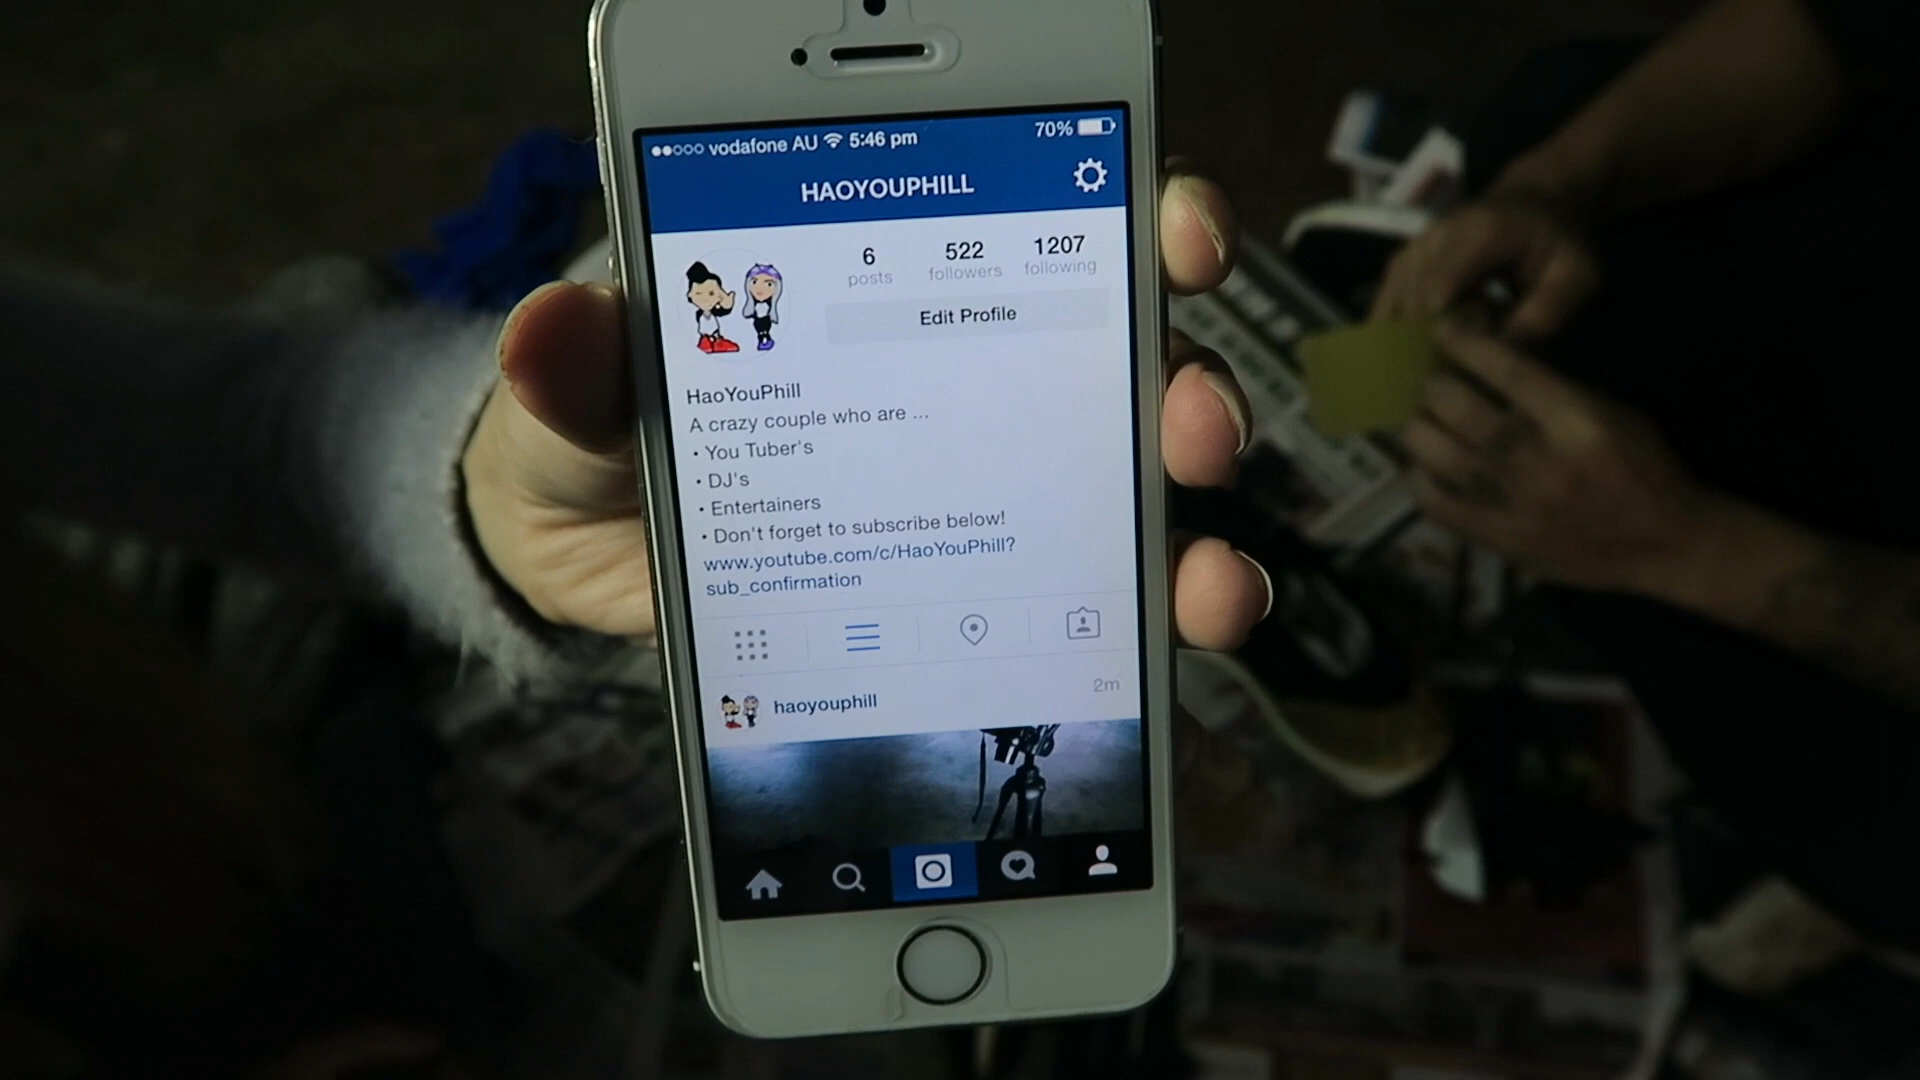 vodafone AU 5:46 pm 70%
HAOYOUPHILL
6 522 1207
posts followers following
Edit Profile
HaoYouPhill
A crazy couple who are ...
• You Tuber's
• DJ's
• Entertainers
• Don't forget to subscribe below!
www.youtube.com/c/HaoYouPhill?
sub_confirmation
haoyouphill 2m